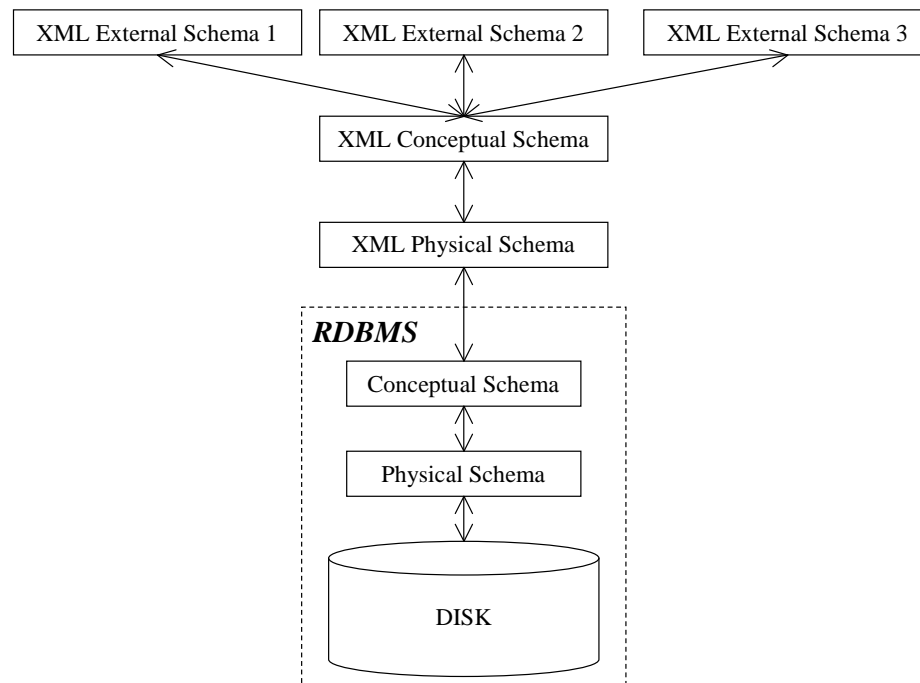 XML External Schema 1
XML External Schema 2
XML External Schema 3
XML Conceptual Schema
XML Physical Schema
RDBMS
Conceptual Schema
Physical Schema
DISK